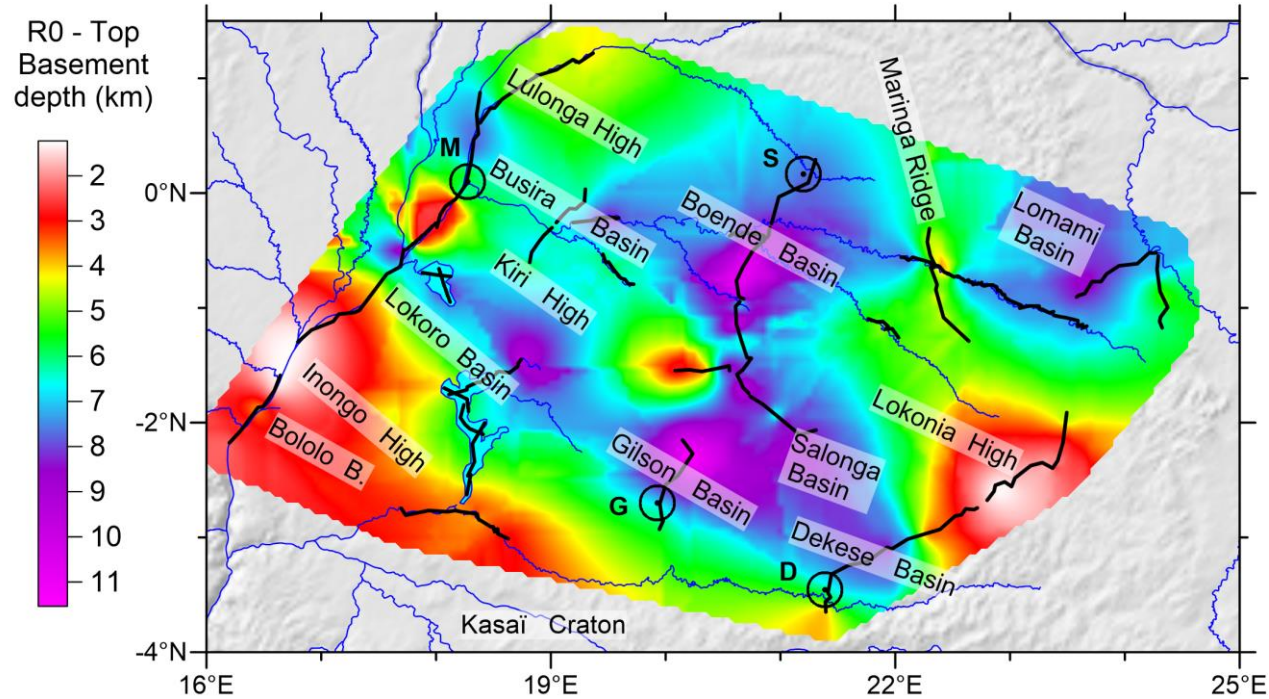 R0 - Top
Basement
depth (km)
2
3
4
5
6
7
8
9
10
11
0°N
-2°N
-4°N
16°E
19°E
22°E
25°E
Lulonga High
M
Busira
Basin
S
Boende Basin
Maringa Ridge
Lomami
Basin
Kiri High
Lokoro Basin
Inongo High
Bololo B.
Gilson Basin
G
Salonga
Basin
Lokonia High
Dekese Basin
D
Kasaï Craton